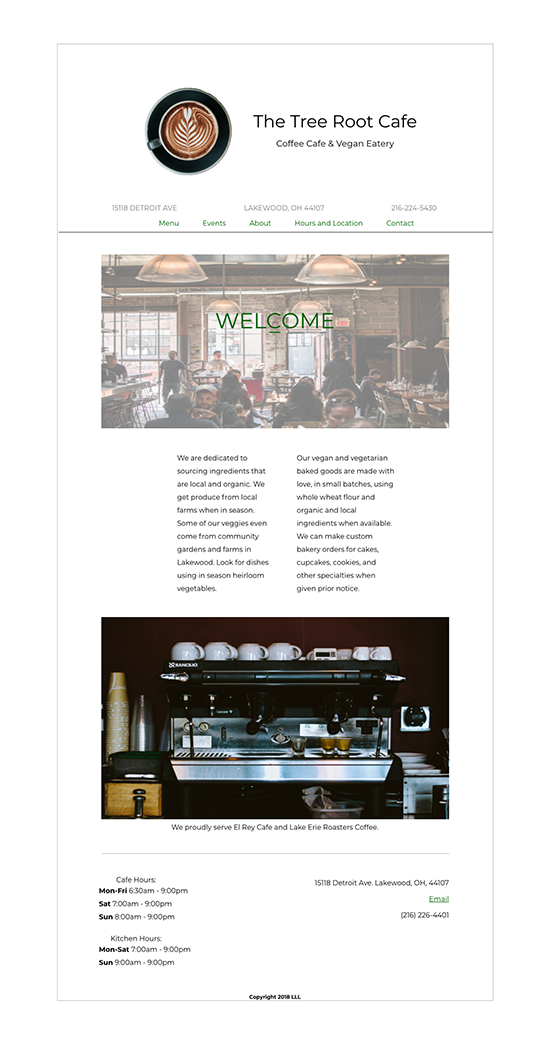 The Tree Root Cafe
Coffee Cafe & Vegan Eatery
15118 DETROIT AVE LAKEWOOD, OH 44107 216-224-5430
Menu Events About Hours and Location Contact
WELCOME
We are dedicated to
sourcing ingredients that
are local and organic. We
get produce from local
farms when in season.
Some of our veggies even
come from community
gardens and farms in
Lakewood. Look for dishes
using in season heirloom
vegetables.
Our vegan and vegetarian
baked goods are made with
love, in small batches, using
whole wheat flour and
organic and local
ingredients when available.
We can make custom
bakery orders for cakes,
cupcakes, cookies, and
other specialties when
given prior notice.
RANCILIO
We proudly serve El Rey Cafe and Lake Erie Roasters Coffee.
Cafe Hours:
Mon-Fri 6:30am - 9:00pm
Sat 7:00am - 9:00pm
Sun 8:00am - 9:00pm
Kitchen Hours:
Mon-Sat 7:00am - 9:00pm
Sun 9:00am - 9:00pm
15118 Detroit Ave. Lakewood, OH, 44107
Email
(216) 226-4401
Copyright 2018 LLL